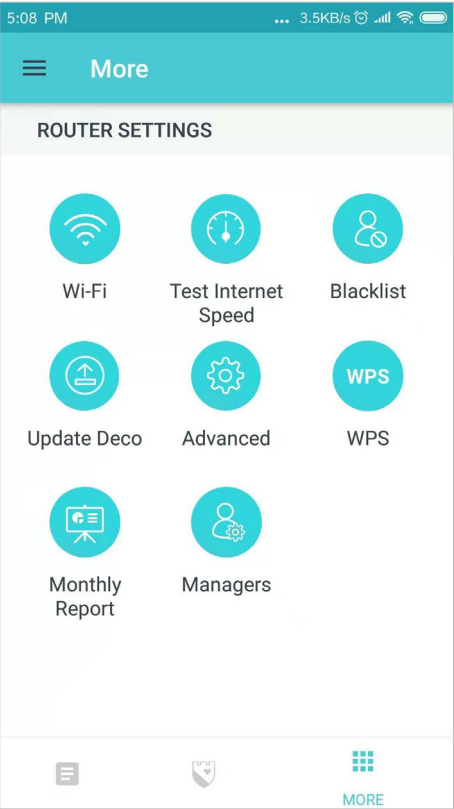 5:08 PM
... 3.5KB/s
More
ROUTER SETTINGS
Wi-Fi
Test Internet
Speed
Blacklist
Update Deco
Advanced
WPS
WPS
Monthly
Report
Managers
MORE